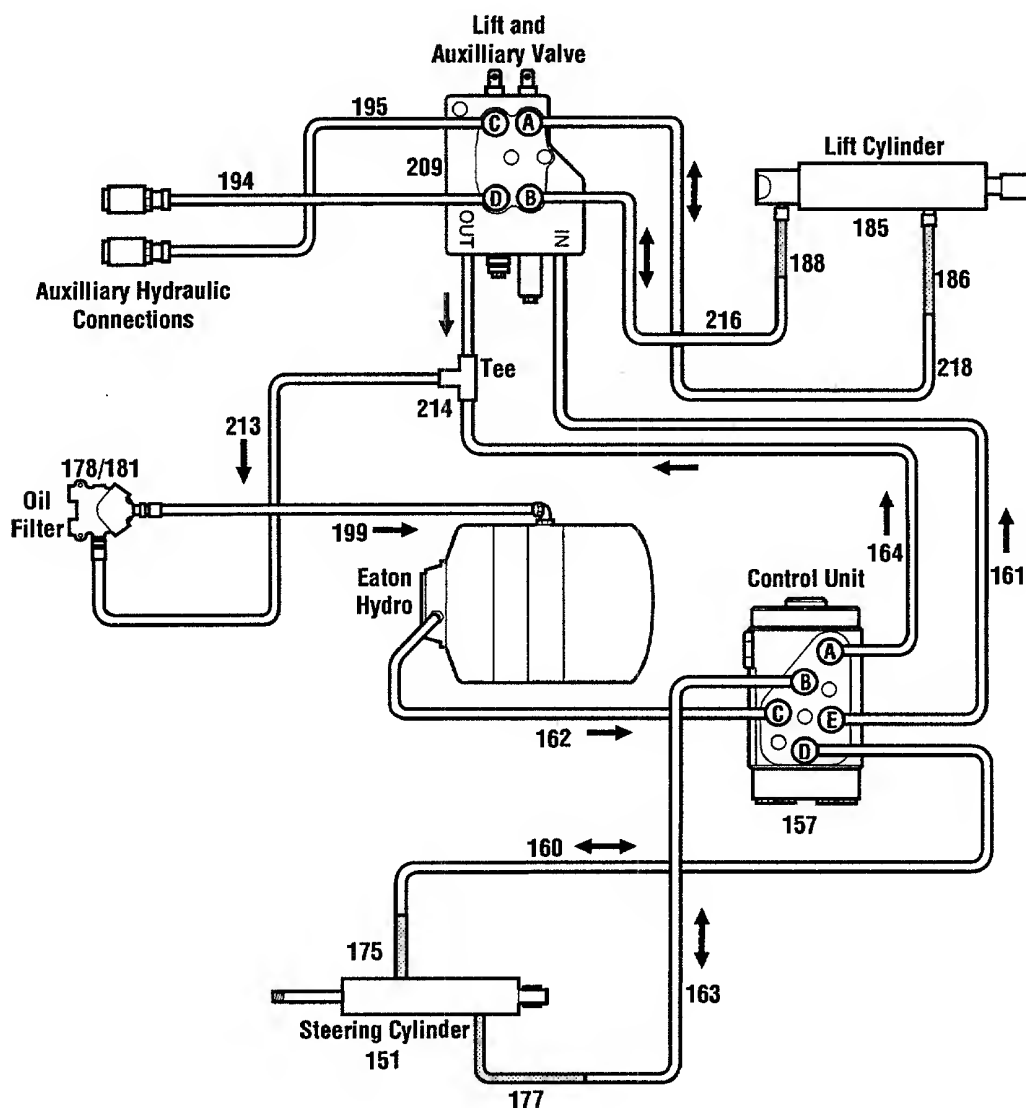 Lift and
Auxilliary Valve
195
C
A
209
194
D
B
OUT
IN
Auxilliary Hydraulic
Connections
Lift Cylinder
185
188
186
216
218
Tee
214
213
178/181
Oil
Filter
199
Eaton
Hydro
164
161
Control Unit
A
B
C
E
D
162
157
160
175
163
Steering Cylinder
151
177